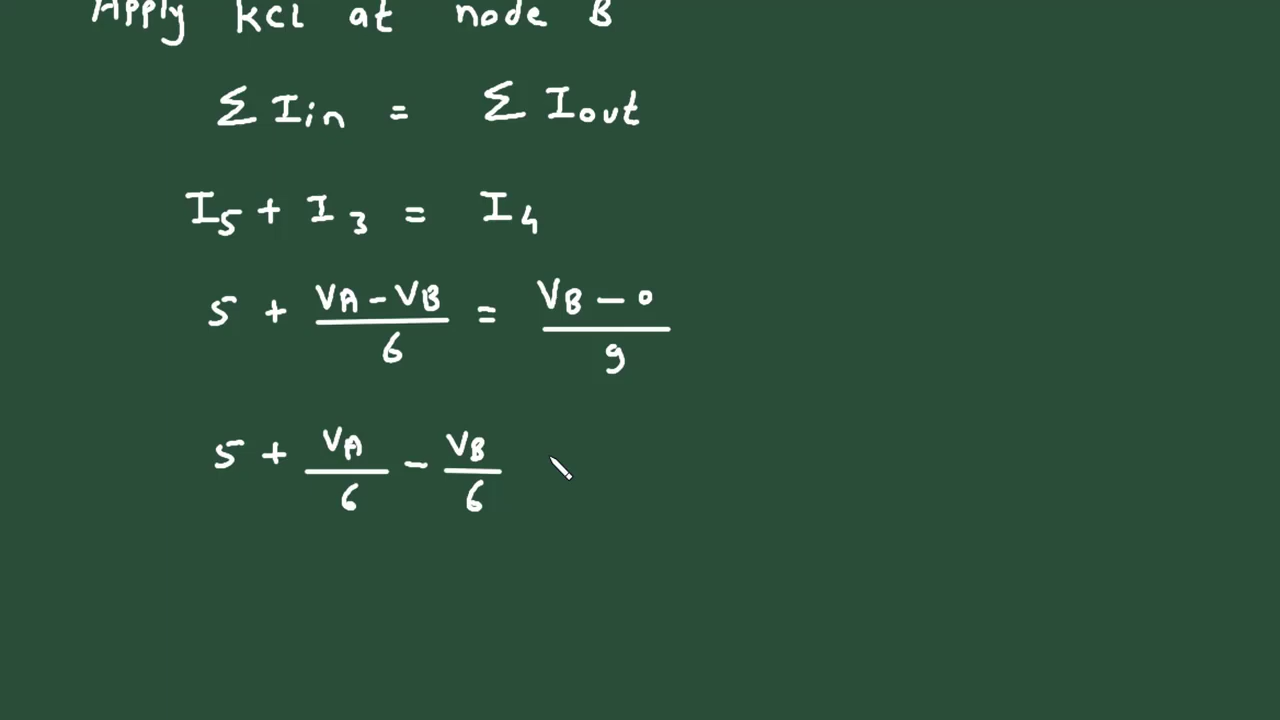 Apply KCL at node B
Σ Iin = Σ Iout
I5 + I3 = I4
5 + VA - VB / 6 = VB - 0 / 9
5 + VA / 6 - VB / 6